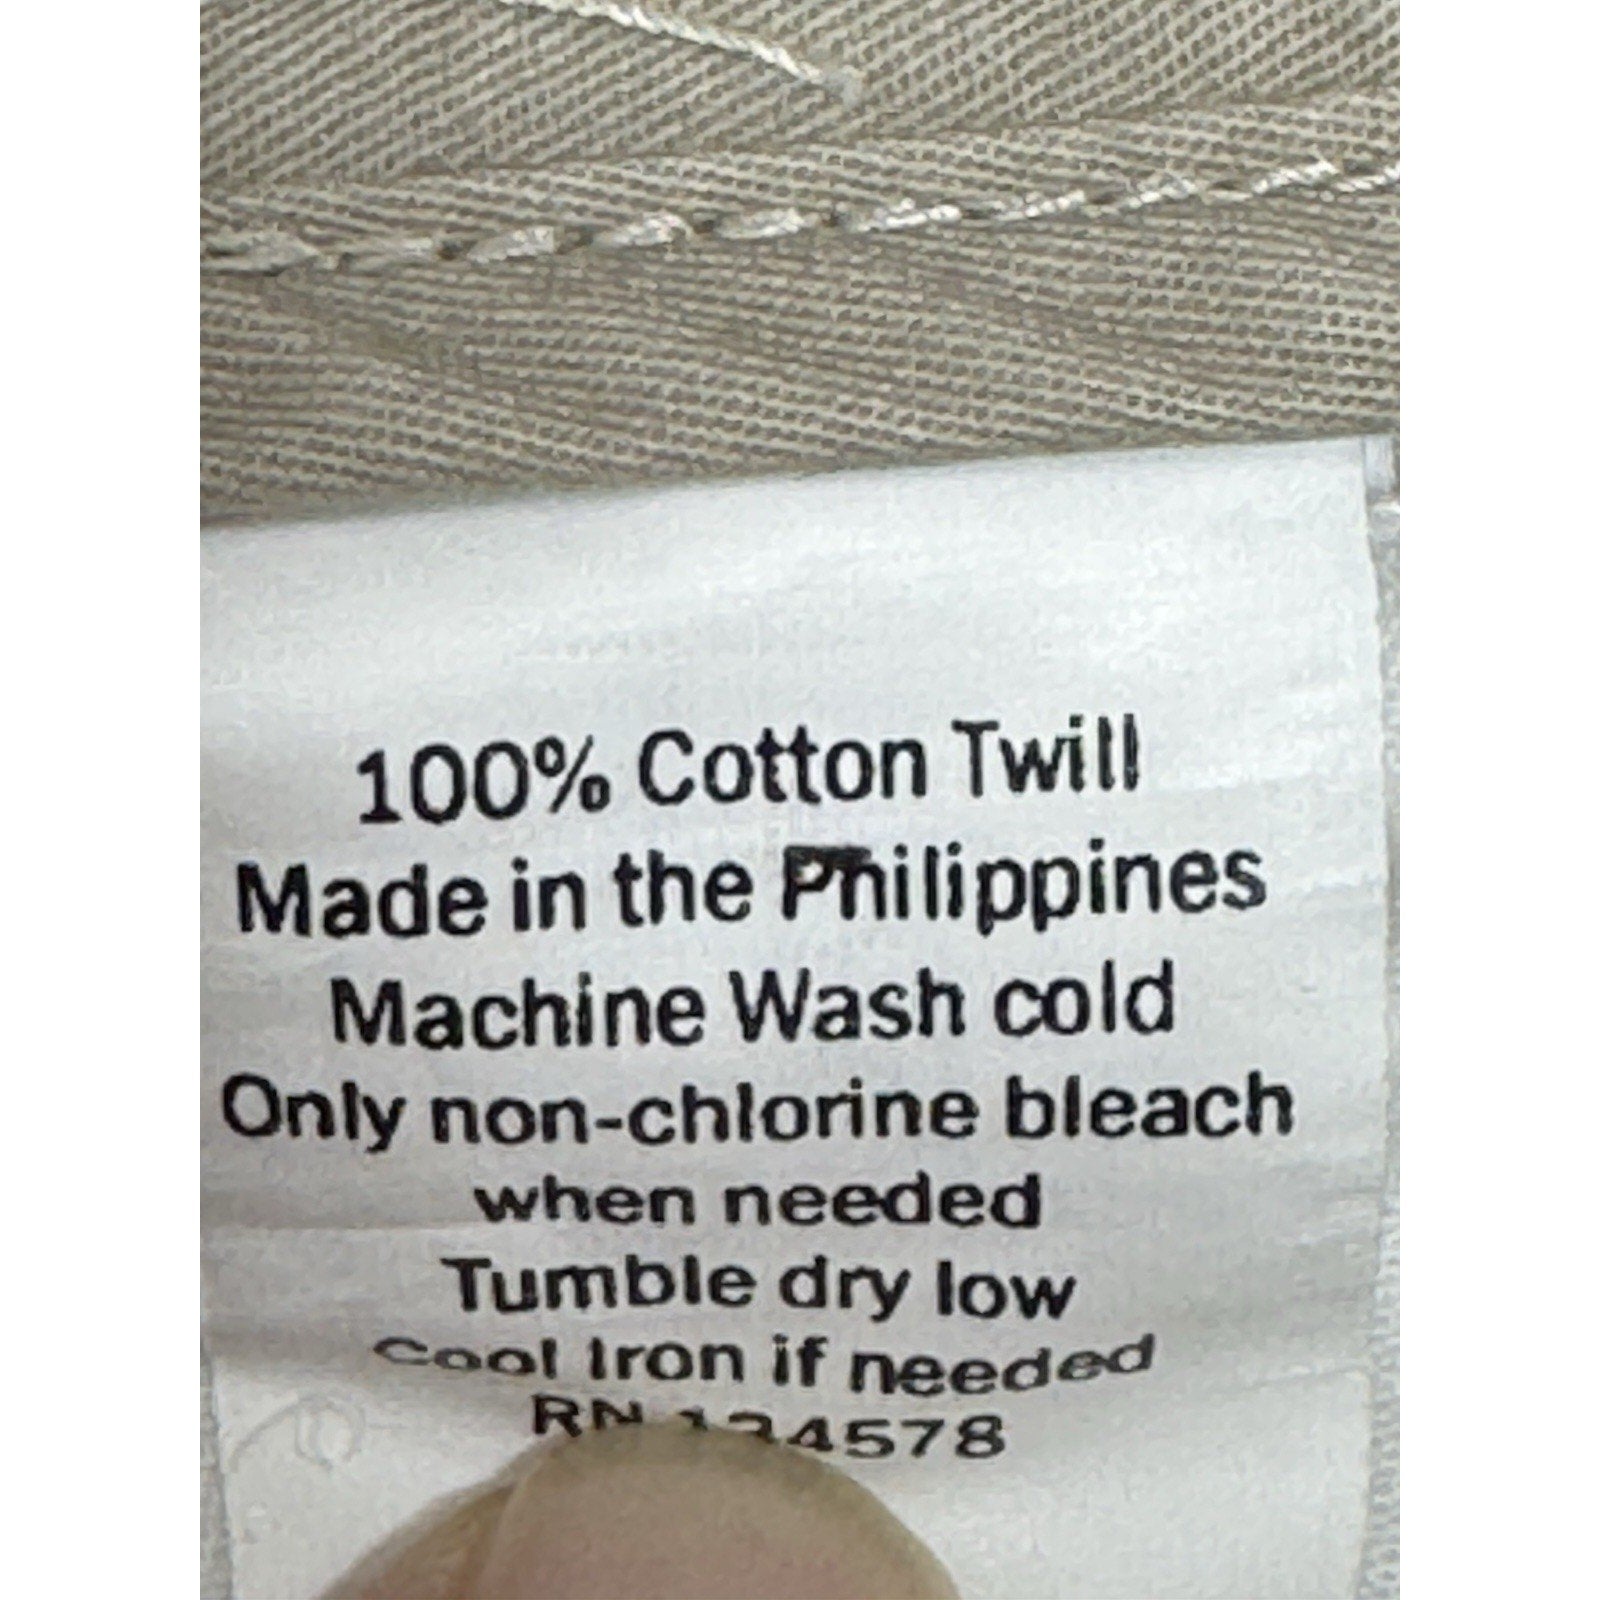 100% Cotton Twill
Made in the Philippines
Machine Wash cold
Only non-chlorine bleach
when needed
Tumble dry low
Cool Iron if needed
RN